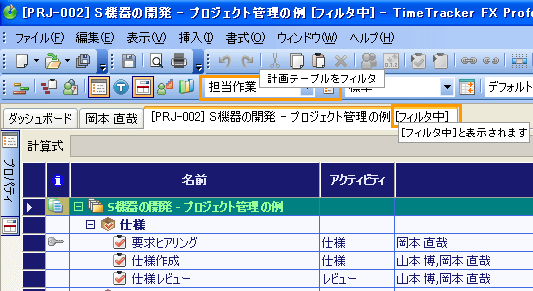 [PRJ-002] S機器の開発 - プロジェクト管理の例 [フィルタ中] - TimeTracker FX Profe
ファイル(F) 編集(E) 表示(V) 挿入(I) 書式(O) ウィンドウ(W) ヘルプ(H)
計画テーブルをフィルタ
担当作業 標準 デフォルト
ダッシュボード 岡本 直哉 [PRJ-002] S機器の開発 - プロジェクト管理の例 [フィルタ中]
[フィルタ中]と表示されます
計算式
プロパティ
名前 アクティビティ
S機器の開発 - プロジェクト管理の例
仕様
要求ヒアリング 仕様 岡本 直哉
仕様作成 仕様 山本 博,岡本 直哉
仕様レビュー レビュー 山本 博,岡本 直哉